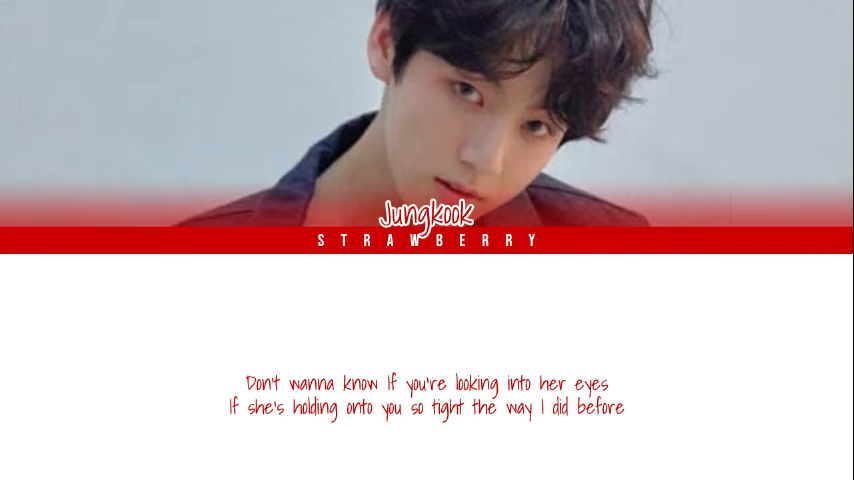 Jungkook
STRAWBERRY
Don't wanna know If you're looking into her eyes
If she's holding onto you so tight the way I did before